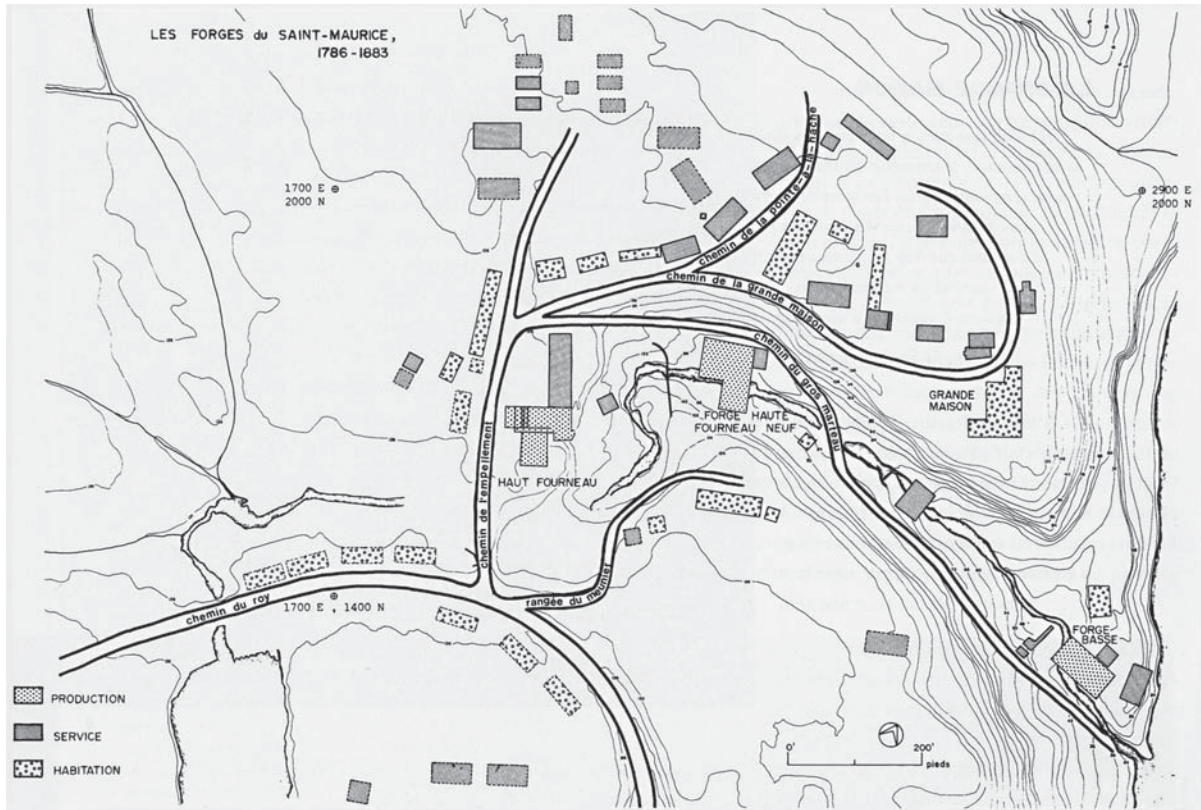 LES FORGES du SAINT-MAURICE,
1786-1883
1700 E
2000 N
2900 E
2000 N
chemin de la pointe-à-la-hache
chemin de la grande maison
chemin du gros marteau
GRANDE
MAISON
FORGE HAUTE
FOURNEAU NEUF
HAUT FOURNEAU
chemin de l'empellement
rangée du meunier
chemin du roy
1700 E, 1400 N
FORGE
BASSE
PRODUCTION
SERVICE
HABITATION
0'
200'
pieds